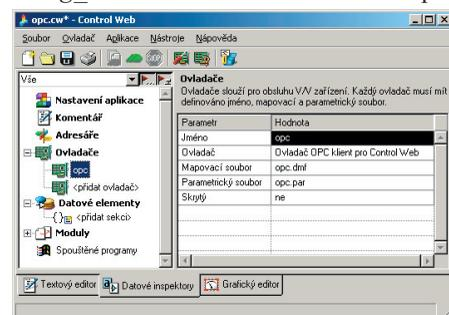 opc.cw* - Control Web
Soubor Ovladač Aplikace Nástroje Nápověda
Vše
Nastavení aplikace
Komentář
Adresáře
Ovladače
opc
<přidat ovladač>
Datové elementy
<přidat sekci>
Moduly
Spouštěné programy
Ovladače
Ovladače slouží pro obsluhu V/V zařízení. Každý ovladač musí mít
definováno jméno, mapovací a parametrický soubor.
Parametr Hodnota
Jméno opc
Ovladač Ovladač OPC klient pro Control Web
Mapovací soubor opc.dmf
Parametrický soubor opc.par
Skrytý ne
Textový editor Datové inspektory Grafický editor